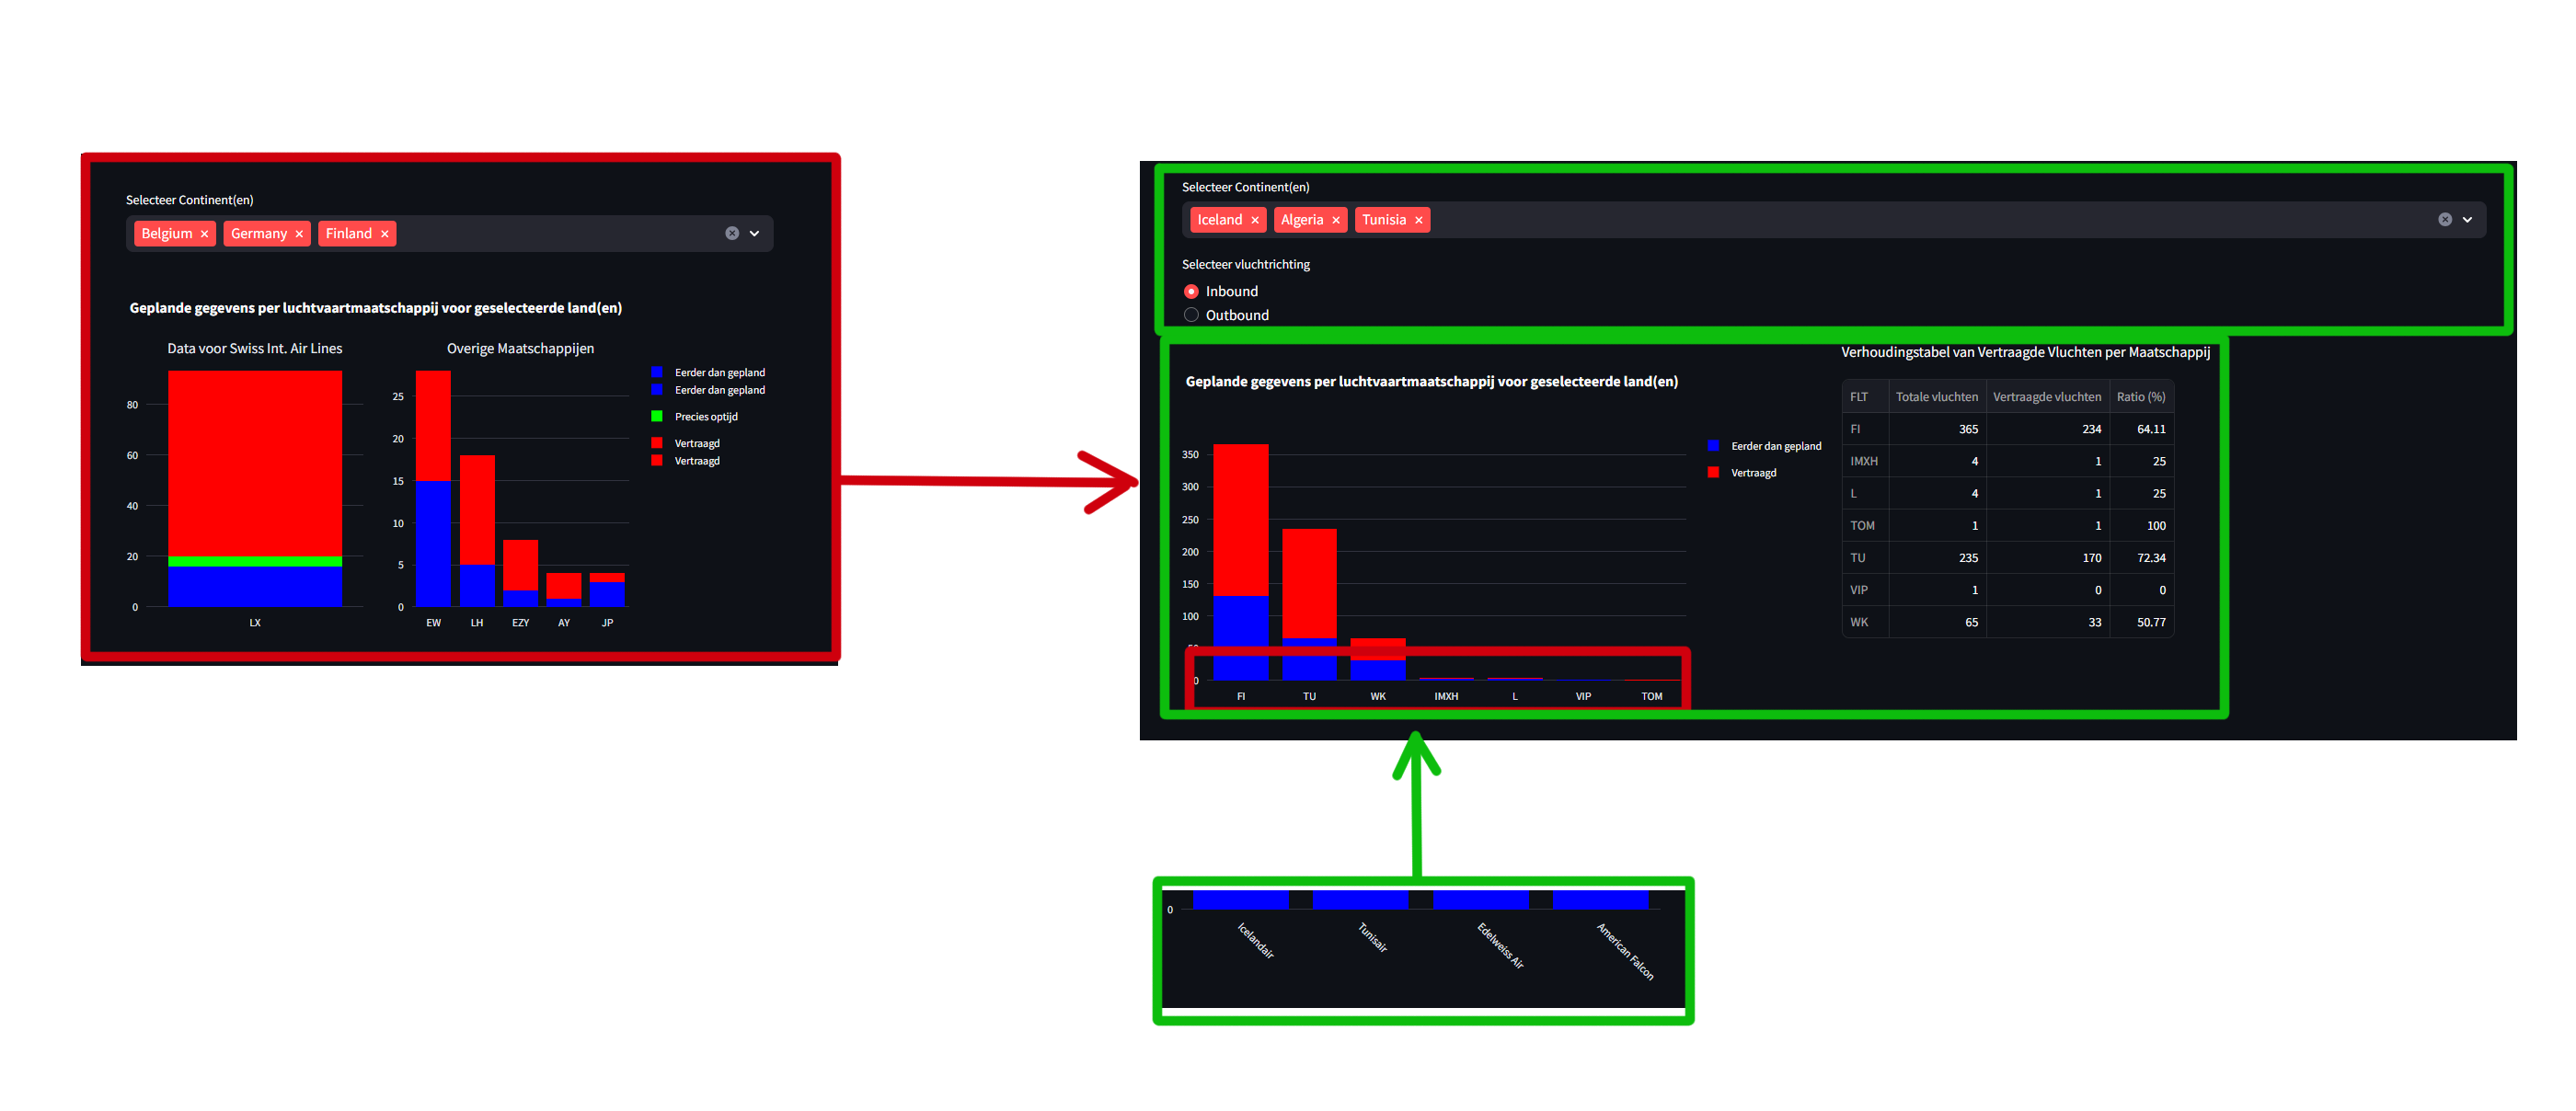 Selecteer Continent(en)
Belgium × Germany × Finland ×
Geplande gegevens per luchtvaartmaatschappij voor geselecteerde land(en)
Data voor Swiss Int. Air Lines
80
60
40
20
0
LX
Overige Maatschappijen
25
20
15
10
5
0
EW LH EZY AY JP
Eerder dan gepland
Eerder dan gepland
Precies optijd
Vertraagd
Vertraagd
Selecteer Continent(en)
Iceland × Algeria × Tunisia ×
Selecteer vluchtrichting
Inbound
Outbound
Geplande gegevens per luchtvaartmaatschappij voor geselecteerde land(en)
350
300
250
200
150
100
0
FI TU WK IMXH L VIP TOM
Eerder dan gepland
Vertraagd
Verhoudingstabel van Vertraagde Vluchten per Maatschappij
FLT Totale vluchten Vertraagde vluchten Ratio (%)
FI 365 234 64.11
IMXH 4 1 25
L 4 1 25
TOM 1 1 100
TU 235 170 72.34
VIP 1 0 0
WK 65 33 50.77
0
Icelandair
Tunisair
Edelweiss Air
American Falcon